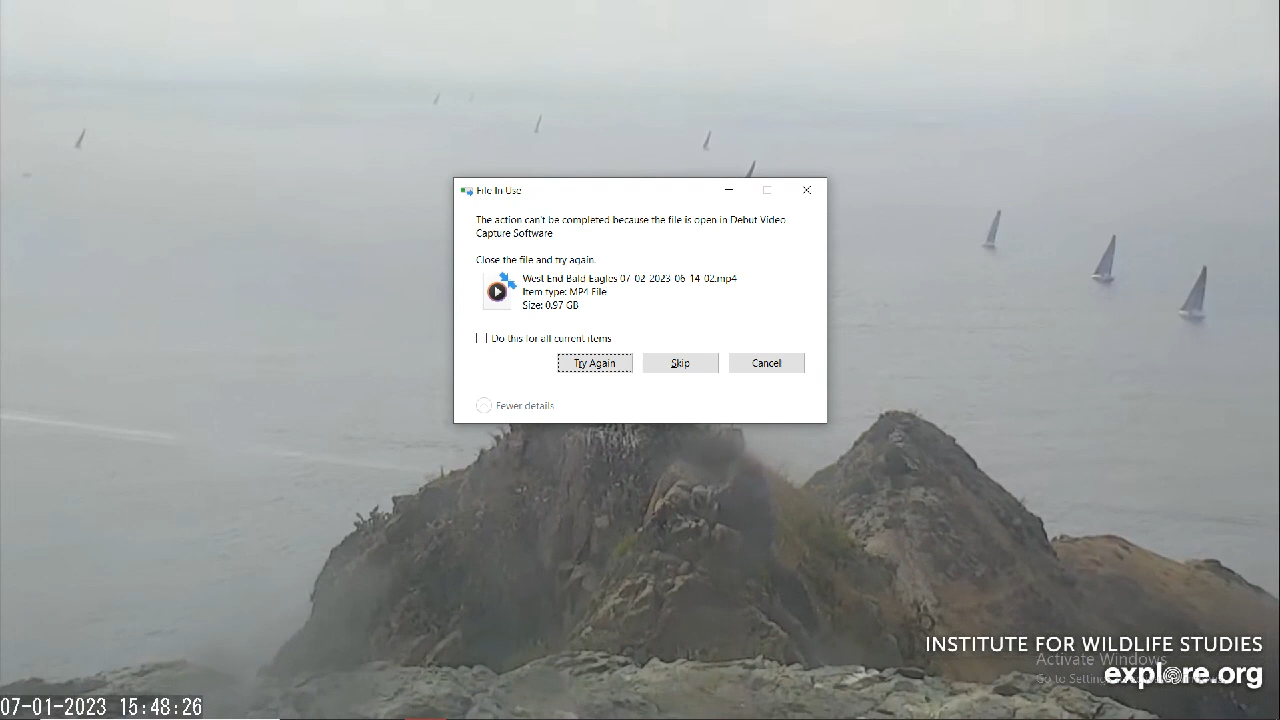 File In Use
The action can't be completed because the file is open in Debut Video
Capture Software
Close the file and try again.
West End Bald Eagles 07-02-2023 06-14-02.mp4
Item type: MP4 File
Size: 0.97 GB
Do this for all current items
Try Again Skip Cancel
Fewer details
INSTITUTE FOR WILDLIFE STUDIES
Activate Windows
Go to Settings
explore.org
07-01-2023 15:48:26